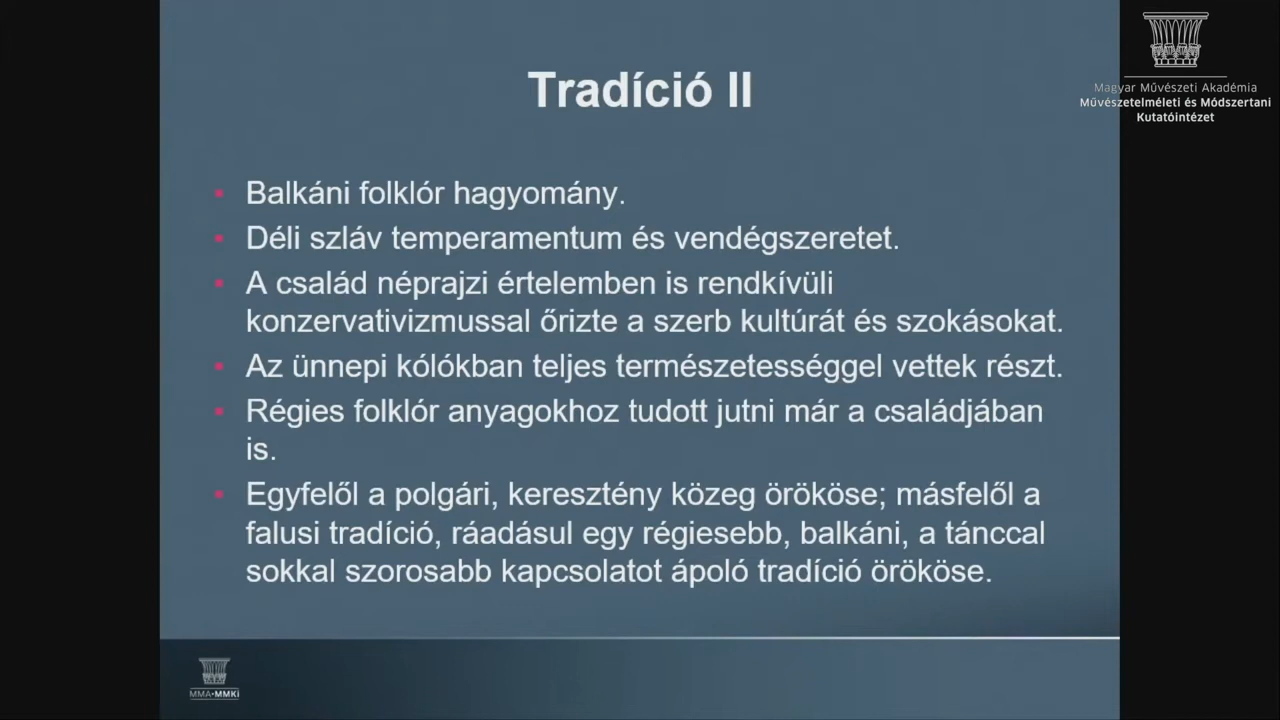 Tradíció II
Magyar Művészeti Akadémia
Művészetelméleti és Módszertani
Kutatóintézet
Balkáni folklór hagyomány.
Déli szláv temperamentum és vendégszeretet.
A család néprajzi értelemben is rendkívüli
konzervativizmussal őrizte a szerb kultúrát és szokásokat.
Az ünnepi kólókban teljes természetességgel vettek részt.
Régies folklór anyagokhoz tudott jutni már a családjában
is.
Egyfelől a polgári, keresztény közeg örököse; másfelől a
falusi tradíció, ráadásul egy régiesebb, balkáni, a tánccal
sokkal szorosabb kapcsolatot ápoló tradíció örököse.
MMA•MMKI